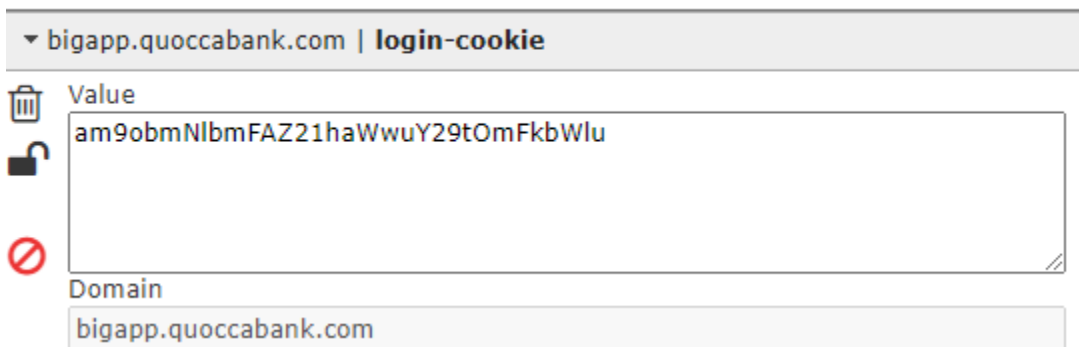 bigapp.quoccabank.com | login-cookie
Value
am9obmNlbmFAZ21haWwuY29tOmFkbWlu
Domain
bigapp.quoccabank.com